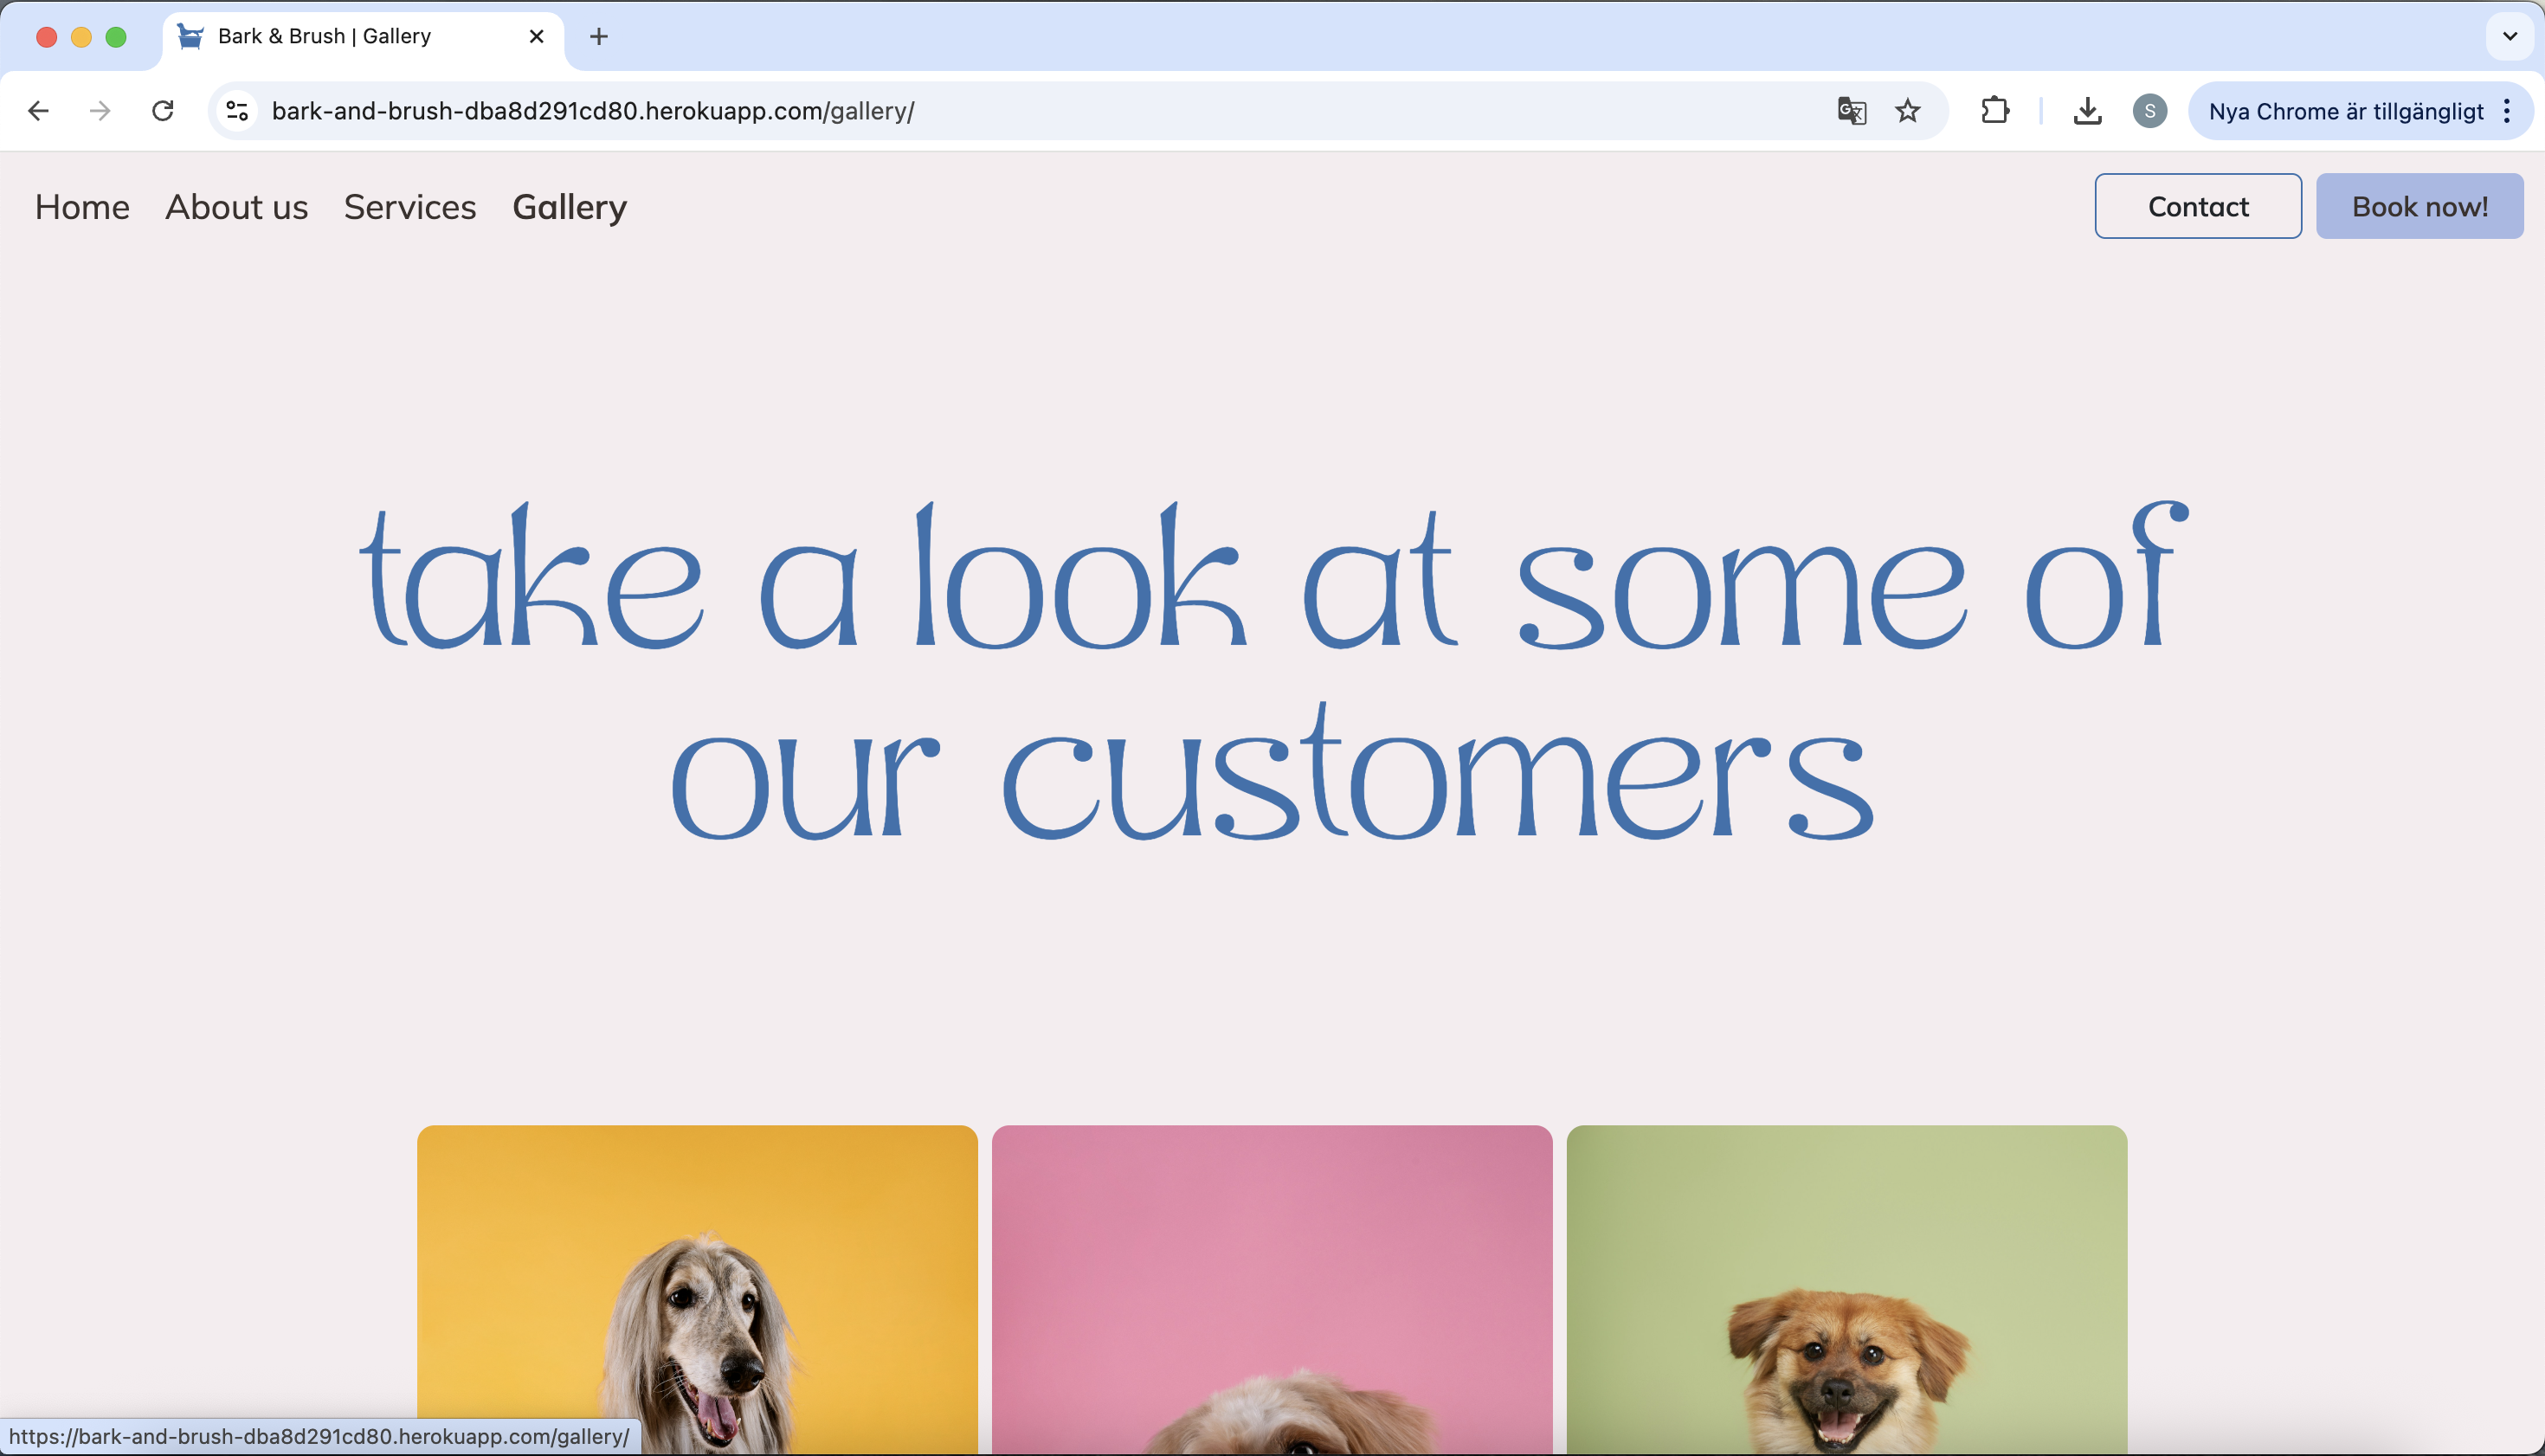 Bark & Brush | Gallery
bark-and-brush-dba8d291cd80.herokuapp.com/gallery/
S
Nya Chrome är tillgängligt
Home About us Services Gallery Contact Book now!
take a look at some of
our customers
https://bark-and-brush-dba8d291cd80.herokuapp.com/gallery/